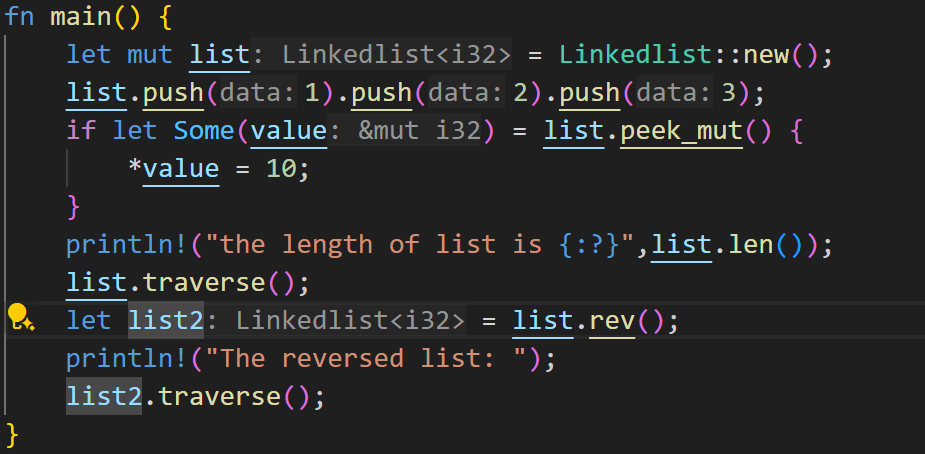 fn main() {
    let mut list: Linkedlist<i32> = Linkedlist::new();
    list.push(data: 1).push(data: 2).push(data: 3);
    if let Some(value: &mut i32) = list.peek_mut() {
        *value = 10;
    }
    println!("the length of list is {:?}",list.len());
    list.traverse();
    let list2: Linkedlist<i32> = list.rev();
    println!("The reversed list: ");
    list2.traverse();
}